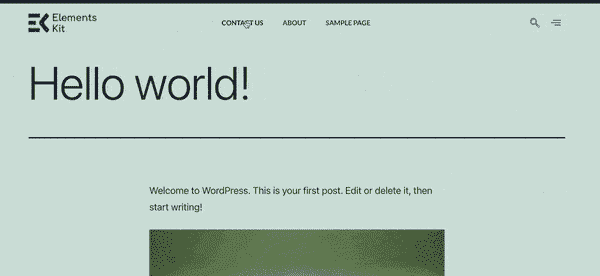 Elements
Kit
CONTACT US ABOUT SAMPLE PAGE
Hello world!
Welcome to WordPress. This is your first post. Edit or delete it, then
start writing!